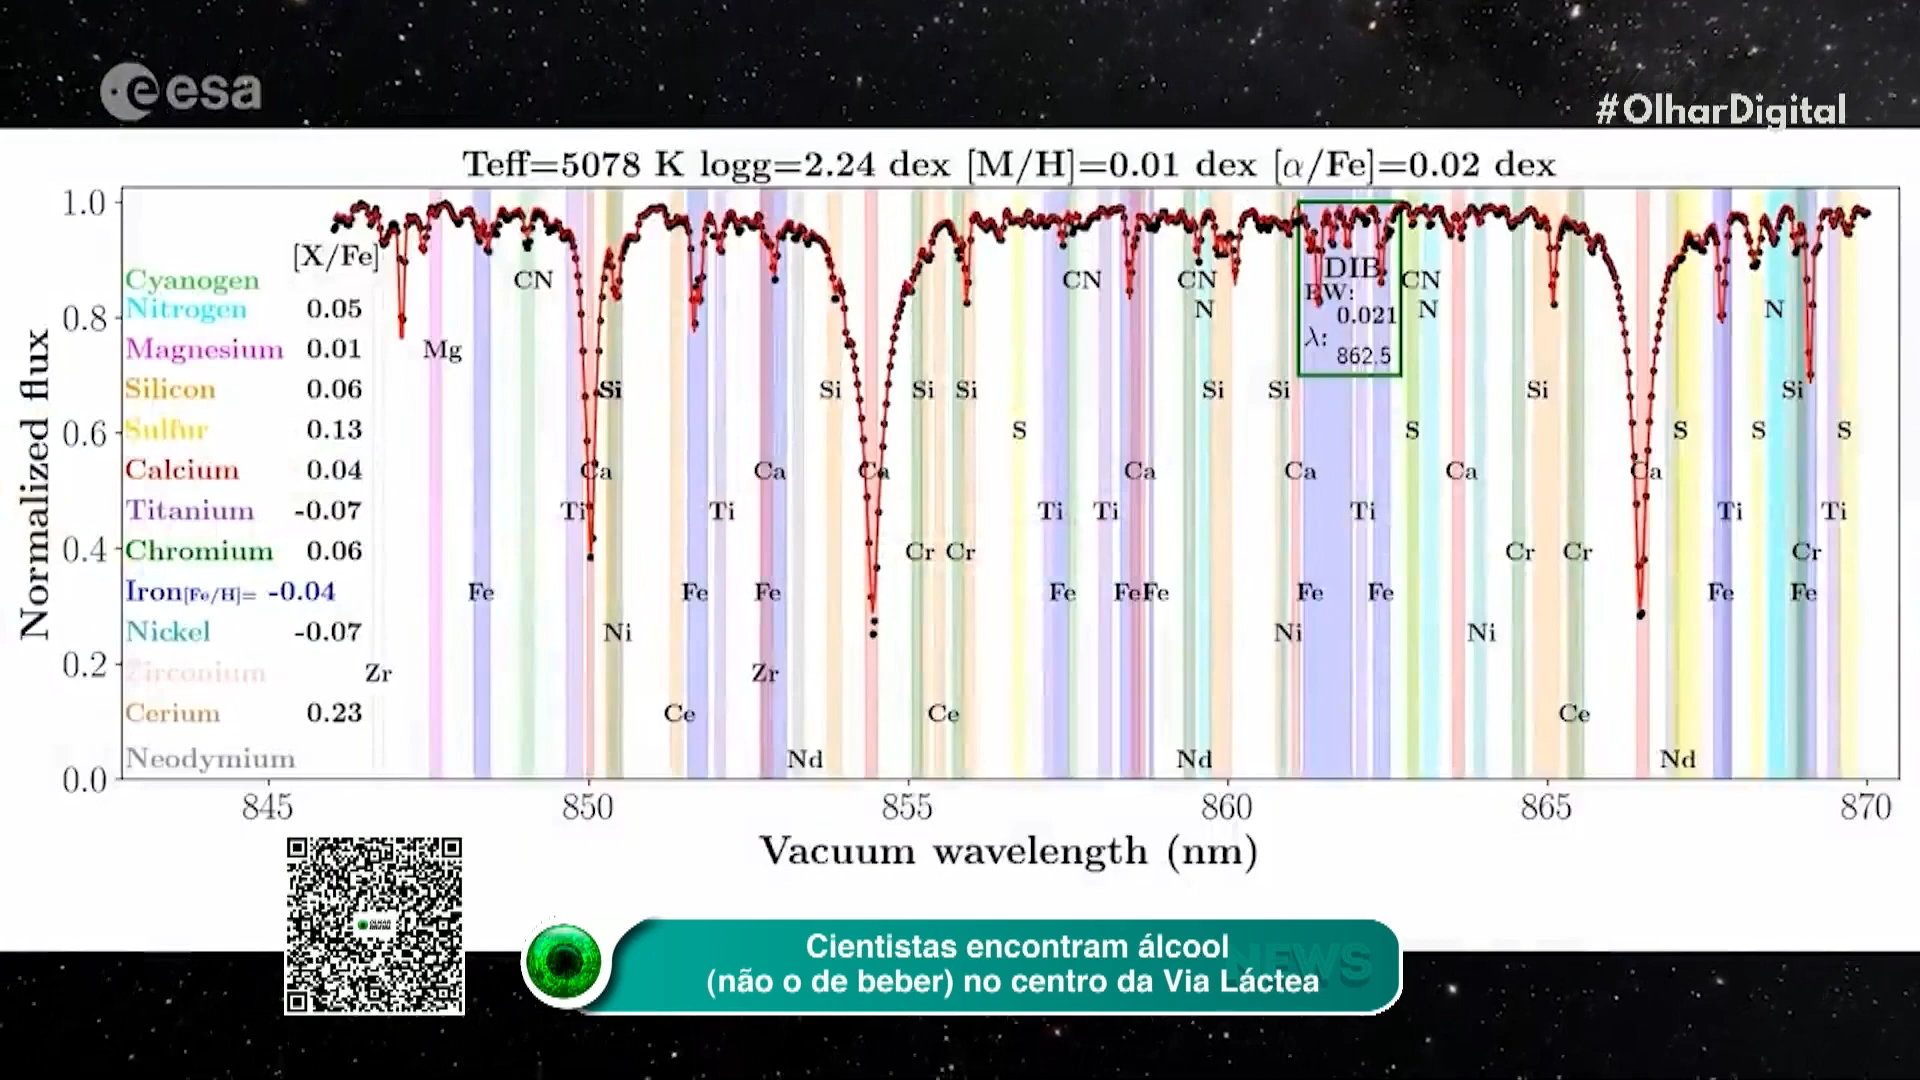 esa
#OlharDigital
Teff=5078 K logg=2.24 dex [M/H]=0.01 dex [α/Fe]=0.02 dex
Normalized flux
1.0
0.8
0.6
0.4
0.2
0.0
[X/Fe]
Cyanogen CN CN CN CN
Nitrogen 0.05 N N N
Magnesium 0.01 Mg
Silicon 0.06 Si Si Si Si Si Si Si Si
Sulfur 0.13 S S S S S
Calcium 0.04 Ca Ca Ca Ca Ca Ca Ca
Titanium -0.07 Ti Ti Ti Ti Ti Ti Ti
Chromium 0.06 Cr Cr Cr Cr Cr
Iron[Fe/H]= -0.04 Fe Fe Fe Fe Fe Fe Fe Fe Fe Fe
Nickel -0.07 Ni Ni Ni
Zirconium Zr Zr
Cerium 0.23 Ce Ce Ce
Neodymium Nd Nd Nd
DIB
EW:
0.021
λ:
862.5
845 850 855 860 865 870
Vacuum wavelength (nm)
OLHAR
DIGITAL
NEWS
Cientistas encontram álcool
(não o de beber) no centro da Via Láctea